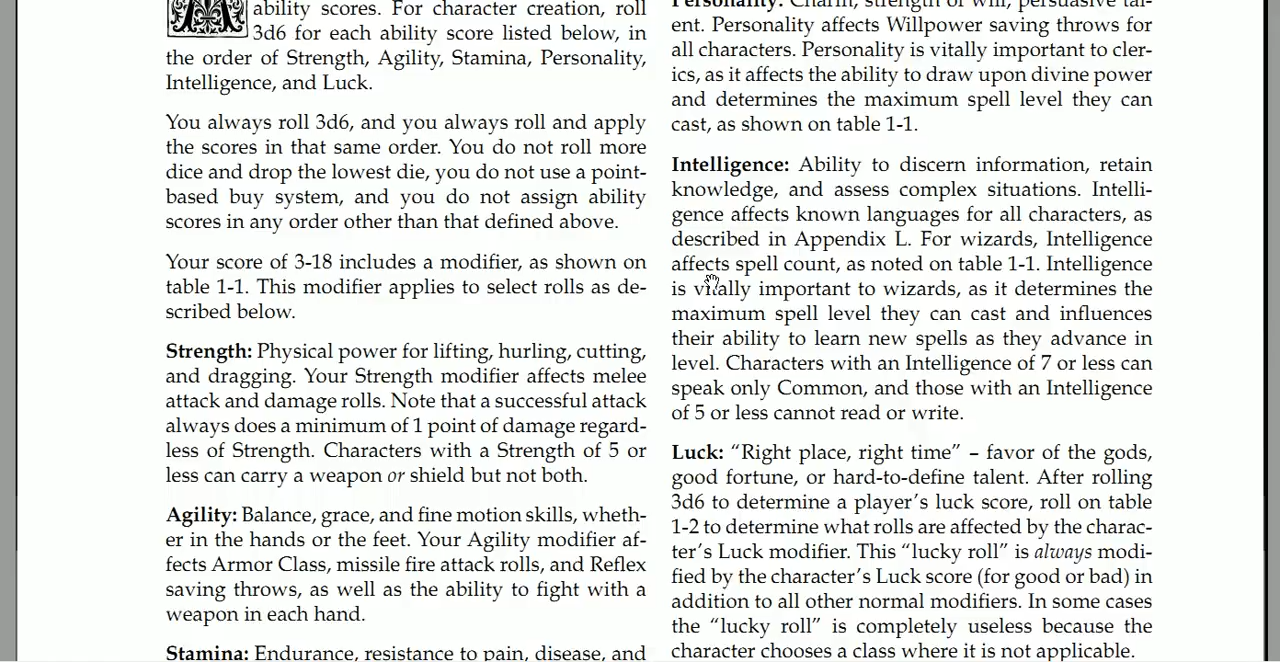 ability scores. For character creation, roll
3d6 for each ability score listed below, in
the order of Strength, Agility, Stamina, Personality,
Intelligence, and Luck.
You always roll 3d6, and you always roll and apply
the scores in that same order. You do not roll more
dice and drop the lowest die, you do not use a point-
based buy system, and you do not assign ability
scores in any order other than that defined above.
Your score of 3-18 includes a modifier, as shown on
table 1-1. This modifier applies to select rolls as de-
scribed below.
Strength: Physical power for lifting, hurling, cutting,
and dragging. Your Strength modifier affects melee
attack and damage rolls. Note that a successful attack
always does a minimum of 1 point of damage regard-
less of Strength. Characters with a Strength of 5 or
less can carry a weapon or shield but not both.
Agility: Balance, grace, and fine motion skills, wheth-
er in the hands or the feet. Your Agility modifier af-
fects Armor Class, missile fire attack rolls, and Reflex
saving throws, as well as the ability to fight with a
weapon in each hand.
Stamina: Endurance, resistance to pain, disease, and
Personality: Charm, strength of will, persuasive tal-
ent. Personality affects Willpower saving throws for
all characters. Personality is vitally important to cler-
ics, as it affects the ability to draw upon divine power
and determines the maximum spell level they can
cast, as shown on table 1-1.
Intelligence: Ability to discern information, retain
knowledge, and assess complex situations. Intelli-
gence affects known languages for all characters, as
described in Appendix L. For wizards, Intelligence
affects spell count, as noted on table 1-1. Intelligence
is vitally important to wizards, as it determines the
maximum spell level they can cast and influences
their ability to learn new spells as they advance in
level. Characters with an Intelligence of 7 or less can
speak only Common, and those with an Intelligence
of 5 or less cannot read or write.
Luck: “Right place, right time” – favor of the gods,
good fortune, or hard-to-define talent. After rolling
3d6 to determine a player’s luck score, roll on table
1-2 to determine what rolls are affected by the charac-
ter’s Luck modifier. This “lucky roll” is always modi-
fied by the character’s Luck score (for good or bad) in
addition to all other normal modifiers. In some cases
the “lucky roll” is completely useless because the
character chooses a class where it is not applicable.